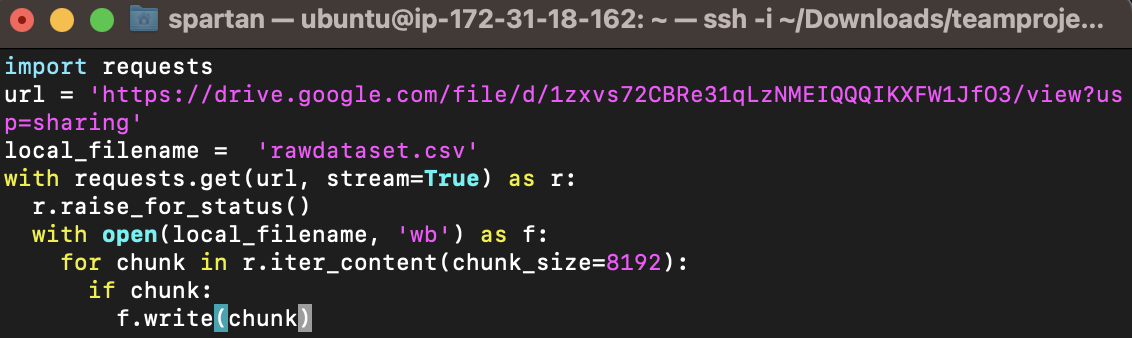 spartan — ubuntu@ip-172-31-18-162: ~ — ssh -i ~/Downloads/teamproje...
import requests
url = 'https://drive.google.com/file/d/1zxvs72CBRe31qLzNMEIQQQIKXFW1JfO3/view?us
p=sharing'
local_filename =  'rawdataset.csv'
with requests.get(url, stream=True) as r:
  r.raise_for_status()
  with open(local_filename, 'wb') as f:
    for chunk in r.iter_content(chunk_size=8192):
      if chunk:
        f.write(chunk)